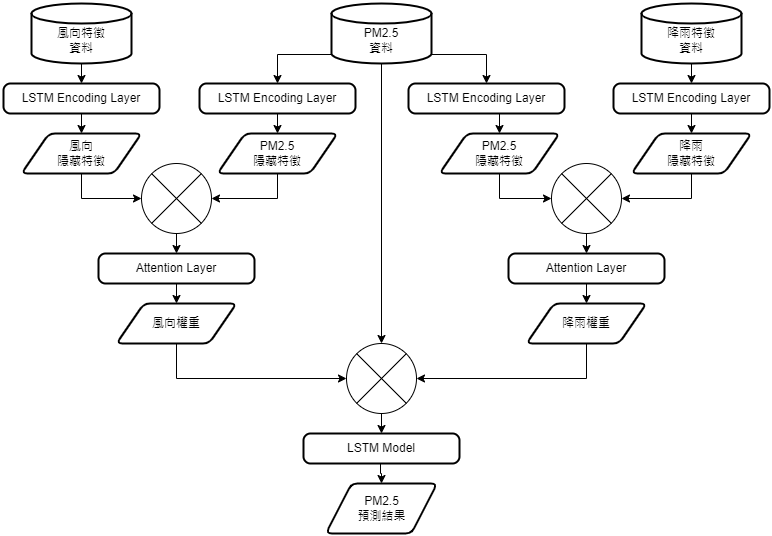 風向特徵
資料
PM2.5
資料
降雨特徵
資料
LSTM Encoding Layer
LSTM Encoding Layer
LSTM Encoding Layer
LSTM Encoding Layer
風向
隱藏特徵
PM2.5
隱藏特徵
PM2.5
隱藏特徵
降雨
隱藏特徵
Attention Layer
Attention Layer
風向權重
降雨權重
LSTM Model
PM2.5
預測結果